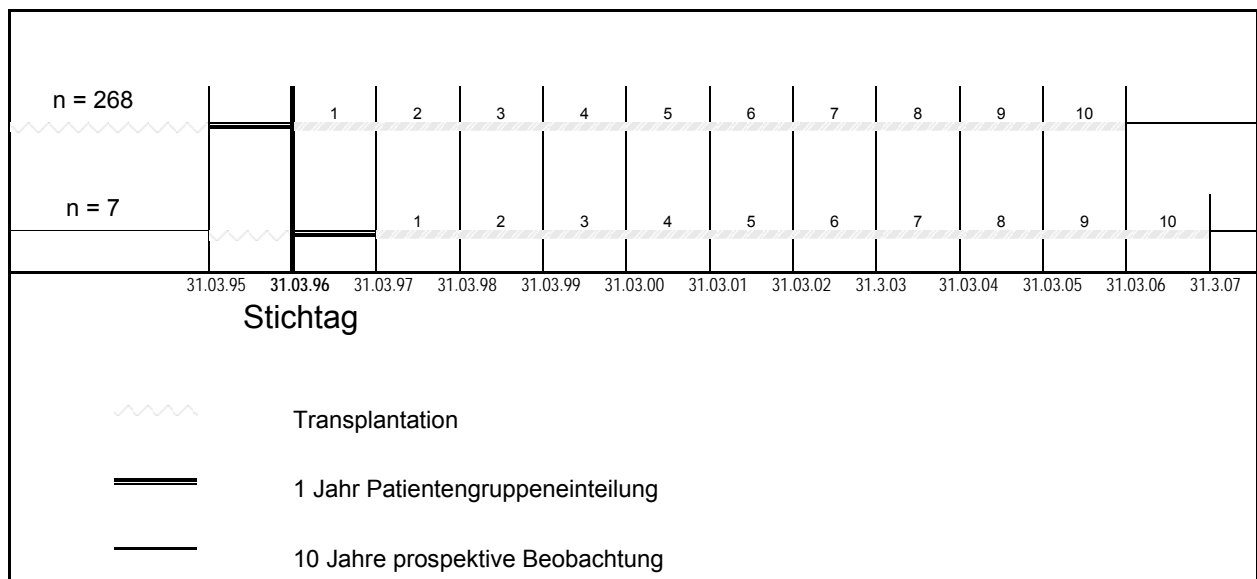 n = 268
1 2 3 4 5 6 7 8 9 10
n = 7
1 2 3 4 5 6 7 8 9 10
31.03.95 31.03.96 31.03.97 31.03.98 31.03.99 31.03.00 31.03.01 31.03.02 31.3.03 31.03.04 31.03.05 31.03.06 31.3.07
Stichtag
Transplantation
1 Jahr Patientengruppeneinteilung
10 Jahre prospektive Beobachtung